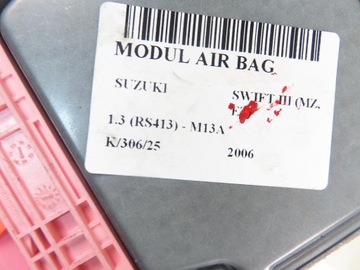 MODUL AIR BAG
SUZUKI SWIFT III (MZ,
1.3 (RS413) - M13A
K/306/25 2006